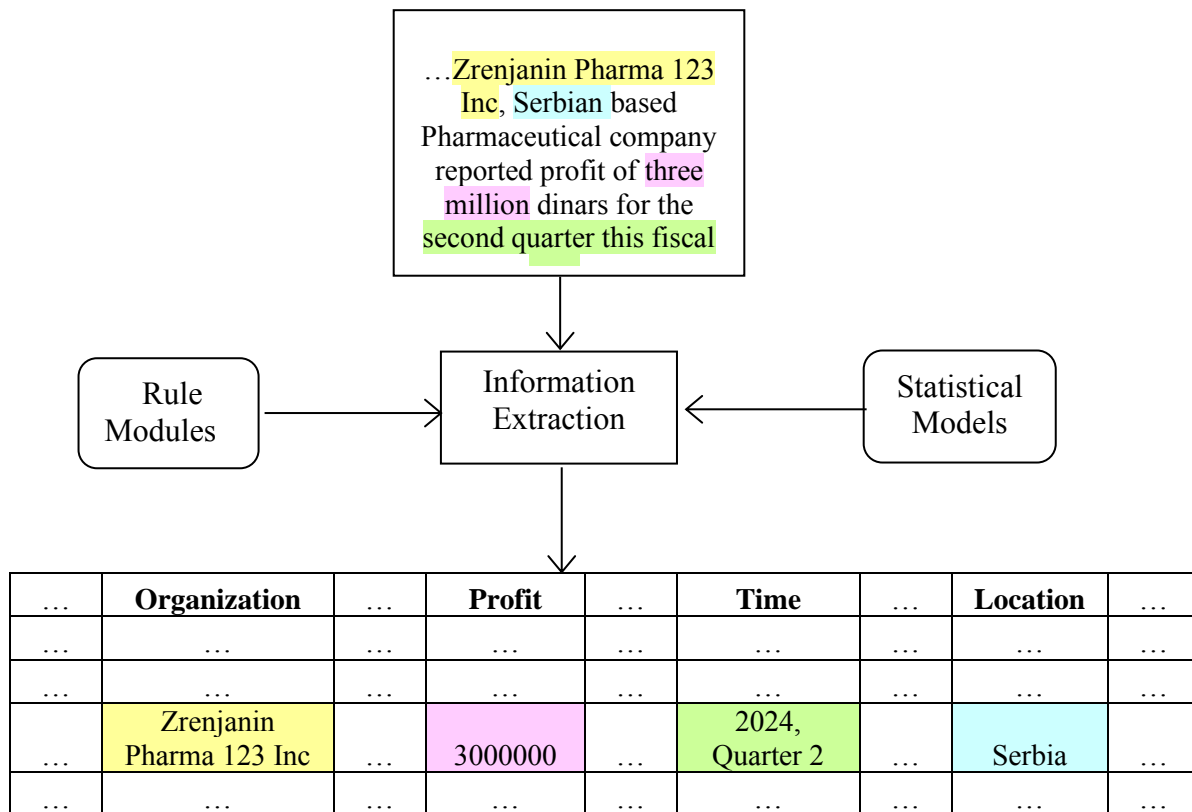 …Zrenjanin Pharma 123
Inc, Serbian based
Pharmaceutical company
reported profit of three
million dinars for the
second quarter this fiscal
Rule
Modules
Information
Extraction
Statistical
Models
… Organization … Profit … Time … Location …
… … … … … … … … …
… … … … … … … … …
… Zrenjanin Pharma 123 Inc … 3000000 … 2024, Quarter 2 … Serbia …
… … … … … … … … …